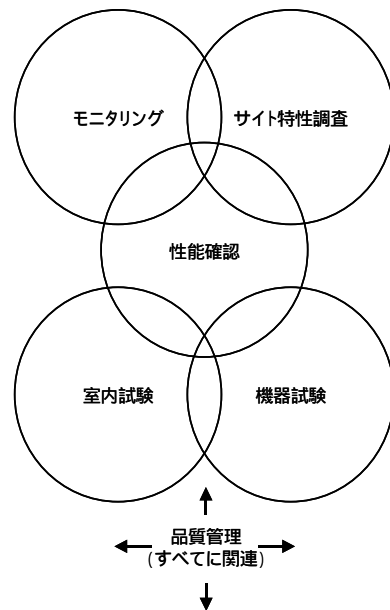 モニタリング
サイト特性調査
性能確認
室内試験
機器試験
品質管理
(すべてに関連)